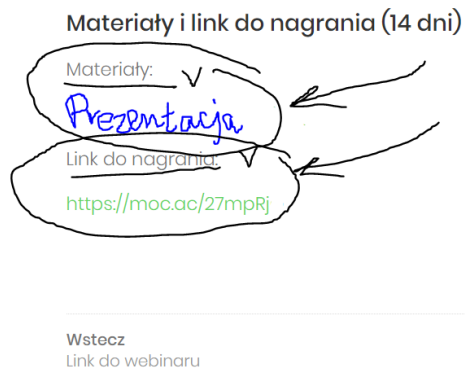 Materiały i link do nagrania (14 dni)
Materiały:
Prezentacja
Link do nagrania:
https://moc.ac/27mpRj
Wstecz
Link do webinaru